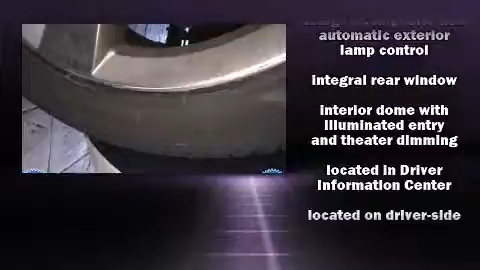 automatic exterior
lamp control
integral rear window
interior dome with
illuminated entry
and theater dimming
located in Driver
Information Center
located on driver-side